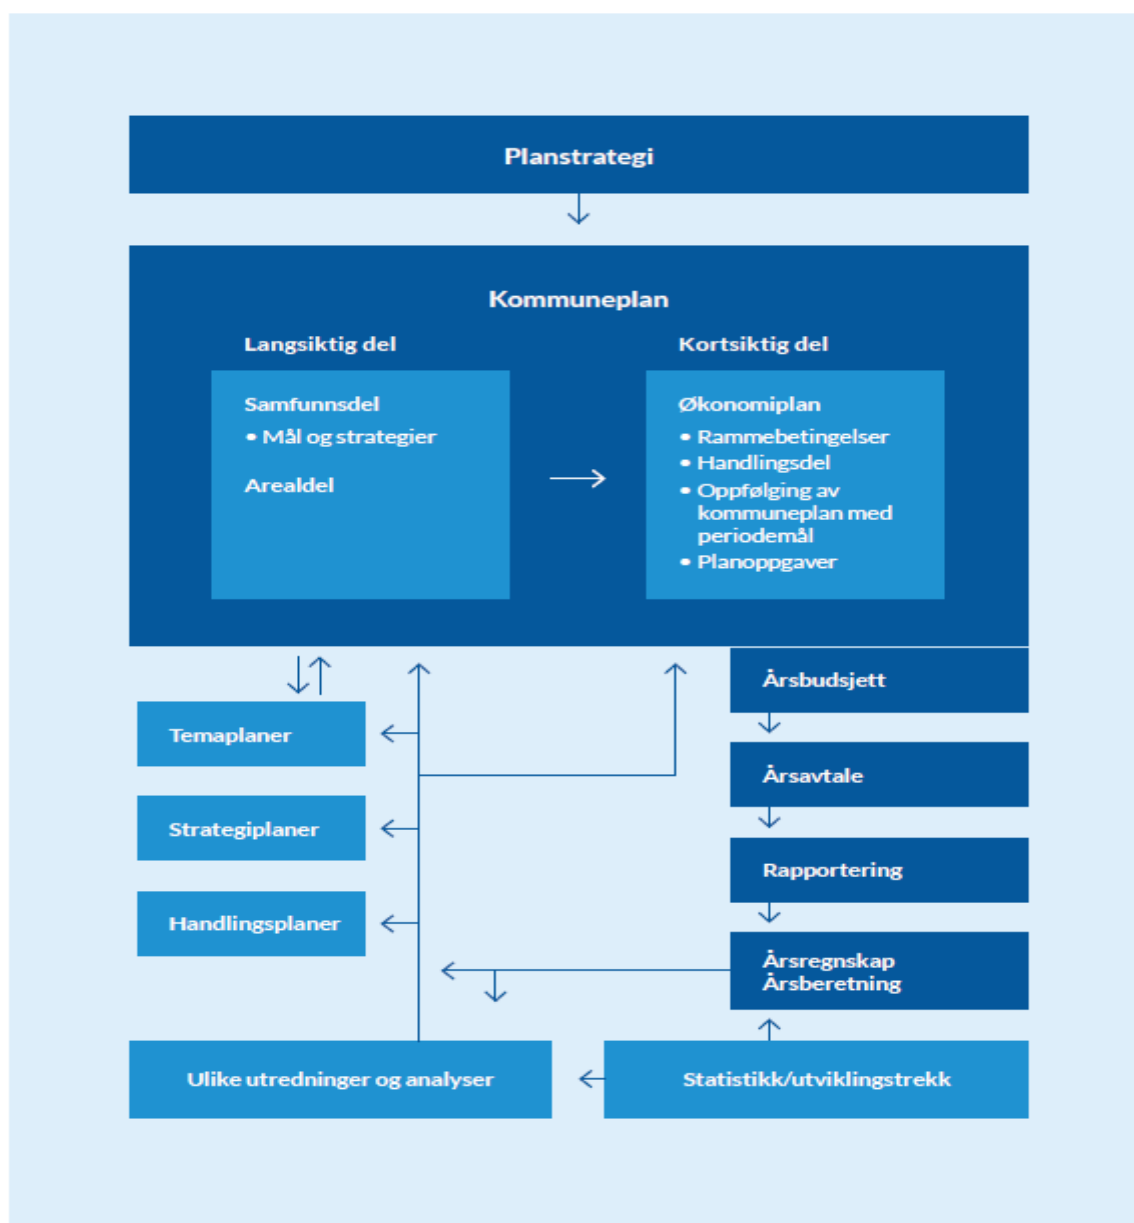 Planstrategi
Kommuneplan
Langsiktig del
Samfunnsdel
• Mål og strategier
Arealdel
Kortsiktig del
Økonomiplan
• Rammebetingelser
• Handlingsdel
• Oppfølging av
kommuneplan med
periodemål
• Planoppgaver
Temaplaner
Strategiplaner
Handlingsplaner
Årsbudsjett
Årsavtale
Rapportering
Årsregnskap
Årsberetning
Ulike utredninger og analyser
Statistikk/utviklingstrekk